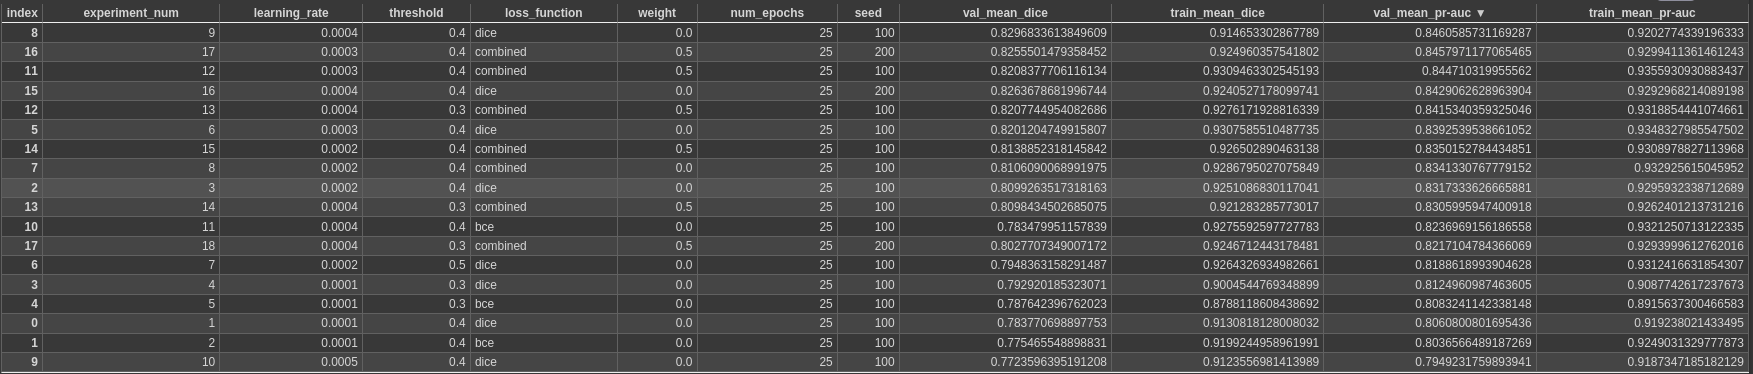 index experiment_num learning_rate threshold loss_function weight num_epochs seed val_mean_dice train_mean_dice val_mean_pr-auc ▼ train_mean_pr-auc
8 9 0.0004 0.4 dice 0.0 25 100 0.8296833613849609 0.914653302867789 0.8460585731169287 0.9202774339196333
16 17 0.0003 0.4 combined 0.5 25 200 0.8255501479358452 0.924960357541802 0.8457971177065465 0.9299411361461243
11 12 0.0003 0.4 combined 0.5 25 100 0.8208377706116134 0.9309463302545193 0.844710319955562 0.9355930930883437
15 16 0.0004 0.4 dice 0.0 25 200 0.8263678681996744 0.9240527178099741 0.8429062628963904 0.9292968214089198
12 13 0.0004 0.3 combined 0.5 25 100 0.8207744954082686 0.9276171928816339 0.8415340359325046 0.9318854441074661
5 6 0.0003 0.4 dice 0.0 25 100 0.8201204749915807 0.9307585510487735 0.8392539538661052 0.9348327985547502
14 15 0.0002 0.4 combined 0.5 25 100 0.8138852318145842 0.926502890463138 0.8350152784434851 0.9308978827113968
7 8 0.0002 0.4 combined 0.0 25 100 0.8106090068991975 0.9286795027075849 0.8341330767779152 0.932925615045952
2 3 0.0002 0.4 dice 0.0 25 100 0.8099263517318163 0.9251086830117041 0.8317333626665881 0.9295932338712689
13 14 0.0004 0.3 combined 0.5 25 100 0.8098434502685075 0.921283285773017 0.8305995947400918 0.9262401213731216
10 11 0.0004 0.4 bce 0.0 25 100 0.783479951157839 0.9275592597727783 0.8236969156186558 0.9321250713122335
17 18 0.0004 0.3 combined 0.5 25 200 0.8027707349007172 0.9246712443178481 0.8217104784366069 0.9293999612762016
6 7 0.0002 0.5 dice 0.0 25 100 0.7948363158291487 0.9264326934982661 0.8188618993904628 0.9312416631854307
3 4 0.0001 0.3 dice 0.0 25 100 0.792920185323071 0.9004544769348899 0.8124960987463605 0.9087742617237673
4 5 0.0001 0.3 bce 0.0 25 100 0.787642396762023 0.8788118608438692 0.8083241142338148 0.8915637300466583
0 1 0.0001 0.4 dice 0.0 25 100 0.783770698897753 0.9130818128008032 0.8060800801695436 0.919238021433495
1 2 0.0001 0.4 bce 0.0 25 100 0.775465548898831 0.9199244958961991 0.8036566489187269 0.9249031329777873
9 10 0.0005 0.4 dice 0.0 25 100 0.7723596395191208 0.9123556981413989 0.7949231759893941 0.9187347185182129